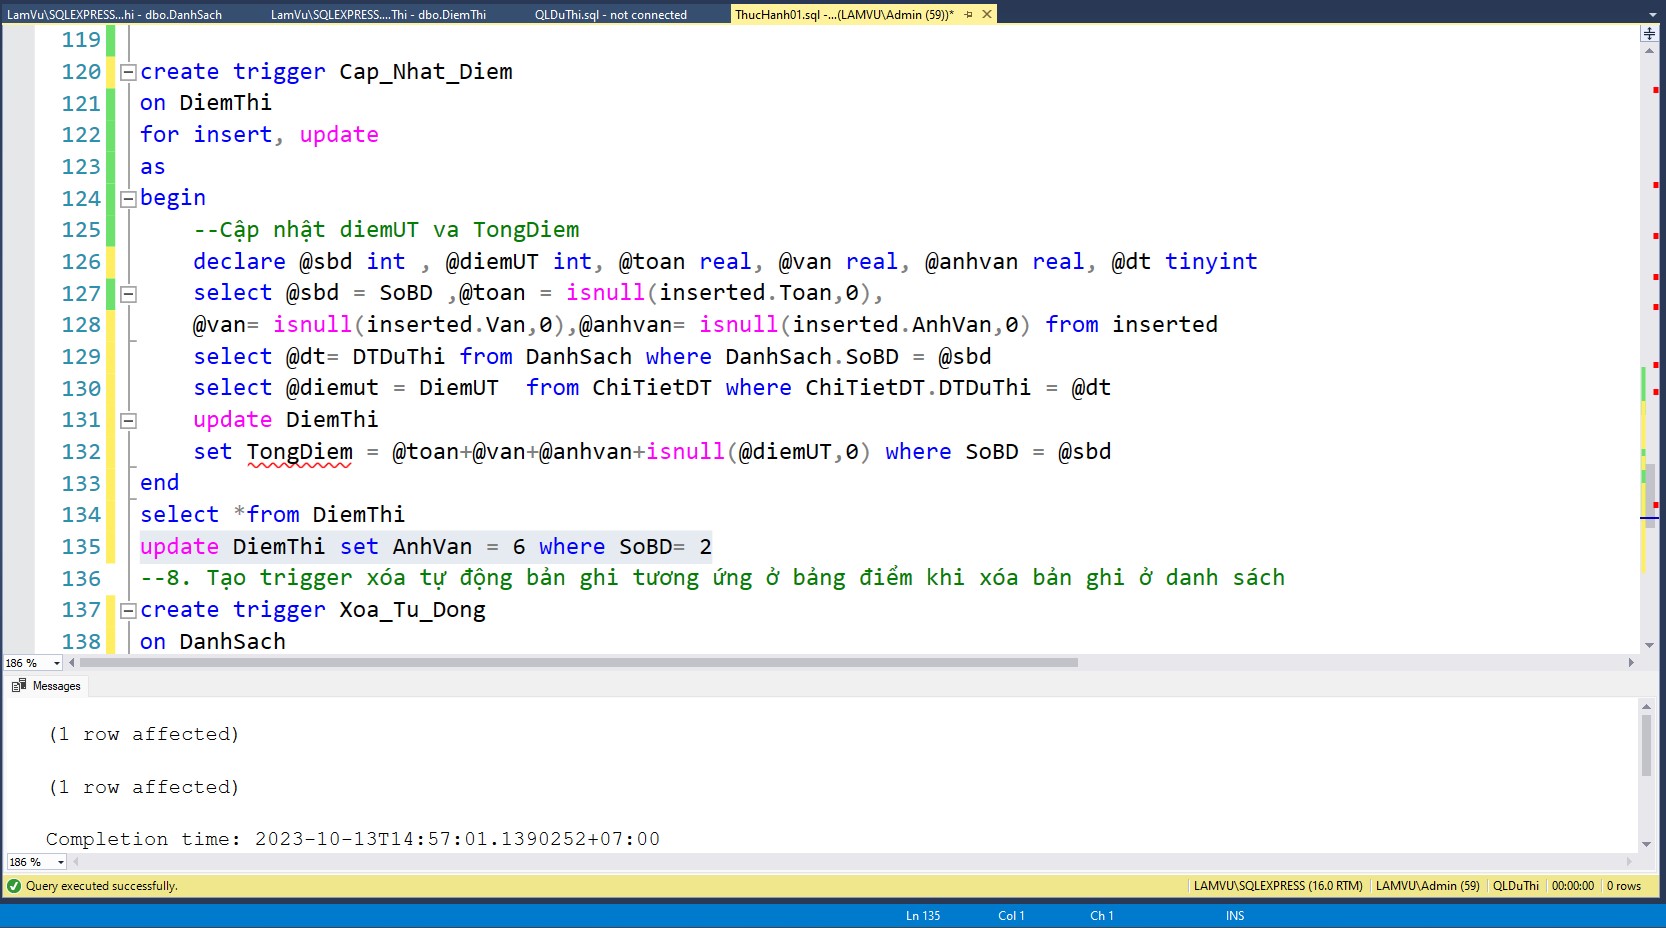 LamVu\SQLEXPRESS...hi - dbo.DanhSach LamVu\SQLEXPRESS....Thi - dbo.DiemThi QLDuThi.sql - not connected ThucHanh01.sql -...(LAMVU\Admin (59))*
119
120 create trigger Cap_Nhat_Diem
121 on DiemThi
122 for insert, update
123 as
124 begin
125 --Cập nhật diemUT va TongDiem
126 declare @sbd int , @diemUT int, @toan real, @van real, @anhvan real, @dt tinyint
127 select @sbd = SoBD ,@toan = isnull(inserted.Toan,0),
128 @van= isnull(inserted.Van,0),@anhvan= isnull(inserted.AnhVan,0) from inserted
129 select @dt= DTDuThi from DanhSach where DanhSach.SoBD = @sbd
130 select @diemut = DiemUT from ChiTietDT where ChiTietDT.DTDuThi = @dt
131 update DiemThi
132 set TongDiem = @toan+@van+@anhvan+isnull(@diemUT,0) where SoBD = @sbd
133 end
134 select *from DiemThi
135 update DiemThi set AnhVan = 6 where SoBD= 2
136 --8. Tạo trigger xóa tự động bản ghi tương ứng ở bảng điểm khi xóa bản ghi ở danh sách
137 create trigger Xoa_Tu_Dong
138 on DanhSach
186 %
Messages
(1 row affected)
(1 row affected)
Completion time: 2023-10-13T14:57:01.1390252+07:00
186 %
Query executed successfully. LAMVU\SQLEXPRESS (16.0 RTM) LAMVU\Admin (59) QLDuThi 00:00:00 0 rows
Ln 135 Col 1 Ch 1 INS